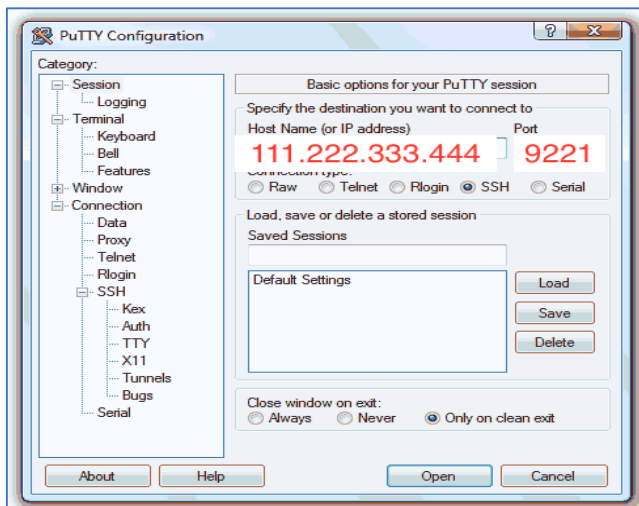 PuTTY Configuration
Category:
Session
Logging
Terminal
Keyboard
Bell
Features
Window
Connection
Data
Proxy
Telnet
Rlogin
SSH
Kex
Auth
TTY
X11
Tunnels
Bugs
Serial
Basic options for your PuTTY session
Specify the destination you want to connect to
Host Name (or IP address) Port
111.222.333.444 9221
Connection type:
Raw Telnet Rlogin SSH Serial
Load, save or delete a stored session
Saved Sessions
Default Settings
Load
Save
Delete
Close window on exit:
Always Never Only on clean exit
About Help Open Cancel